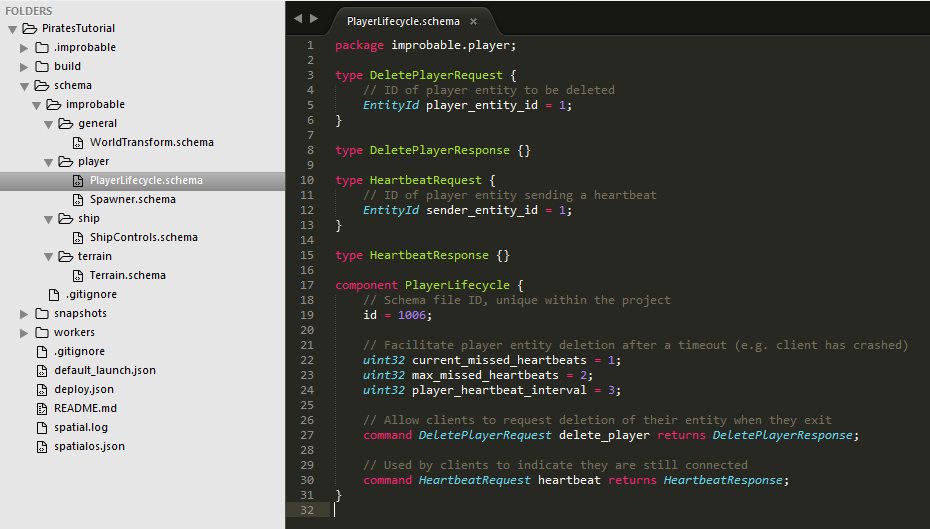 FOLDERS
PiratesTutorial
.improbable
build
schema
improbable
general
WorldTransform.schema
player
PlayerLifecycle.schema
Spawner.schema
ship
ShipControls.schema
terrain
Terrain.schema
.gitignore
snapshots
workers
.gitignore
default_launch.json
deploy.json
README.md
spatial.log
spatialos.json
PlayerLifecycle.schema ×
1 package improbable.player;
2
3 type DeletePlayerRequest {
4 // ID of player entity to be deleted
5 EntityId player_entity_id = 1;
6 }
7
8 type DeletePlayerResponse {}
9
10 type HeartbeatRequest {
11 // ID of player entity sending a heartbeat
12 EntityId sender_entity_id = 1;
13 }
14
15 type HeartbeatResponse {}
16
17 component PlayerLifecycle {
18 // Schema file ID, unique within the project
19 id = 1006;
20
21 // Facilitate player entity deletion after a timeout (e.g. client has crashed)
22 uint32 current_missed_heartbeats = 1;
23 uint32 max_missed_heartbeats = 2;
24 uint32 player_heartbeat_interval = 3;
25
26 // Allow clients to request deletion of their entity when they exit
27 command DeletePlayerRequest delete_player returns DeletePlayerResponse;
28
29 // Used by clients to indicate they are still connected
30 command HeartbeatRequest heartbeat returns HeartbeatResponse;
31 }
32